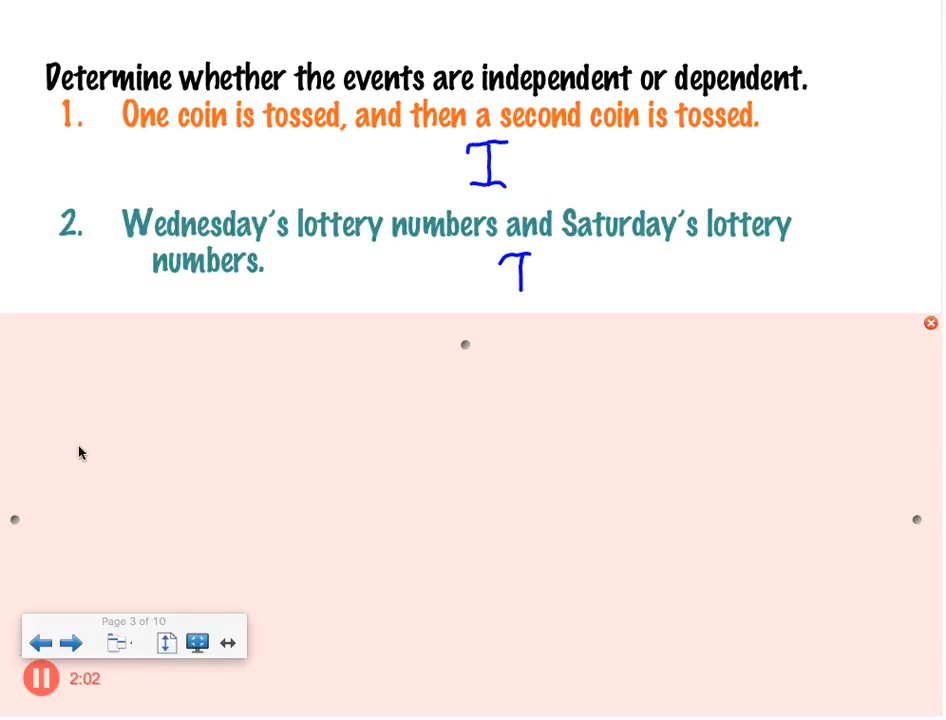 Determine whether the events are independent or dependent.
1. One coin is tossed, and then a second coin is tossed.
I
2. Wednesday's lottery numbers and Saturday's lottery
numbers.
T
Page 3 of 10
2:02